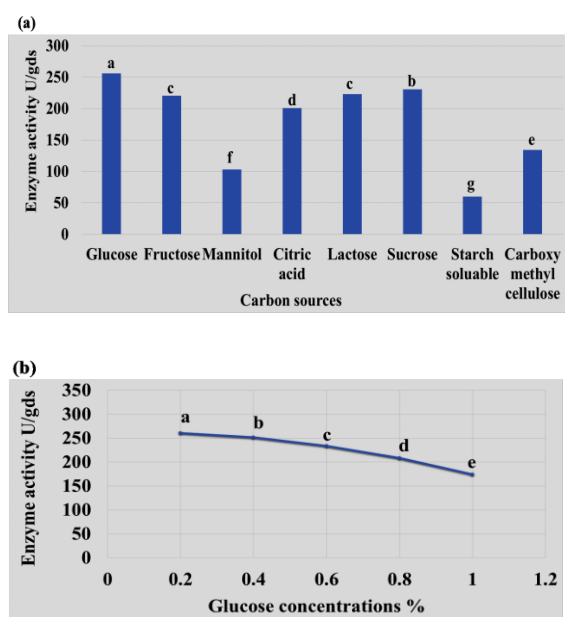 (a)
Enzyme activity U/gds
300
250
200
150
100
50
0
a
c
f
d
c
b
g
e
Glucose
Fructose
Mannitol
Citric
acid
Lactose
Sucrose
Starch
soluable
Carboxy
methyl
cellulose
Carbon sources
(b)
Enzyme activity U/gds
350
300
250
200
150
100
50
0
a
b
c
d
e
0
0.2
0.4
0.6
0.8
1
1.2
Glucose concentrations %